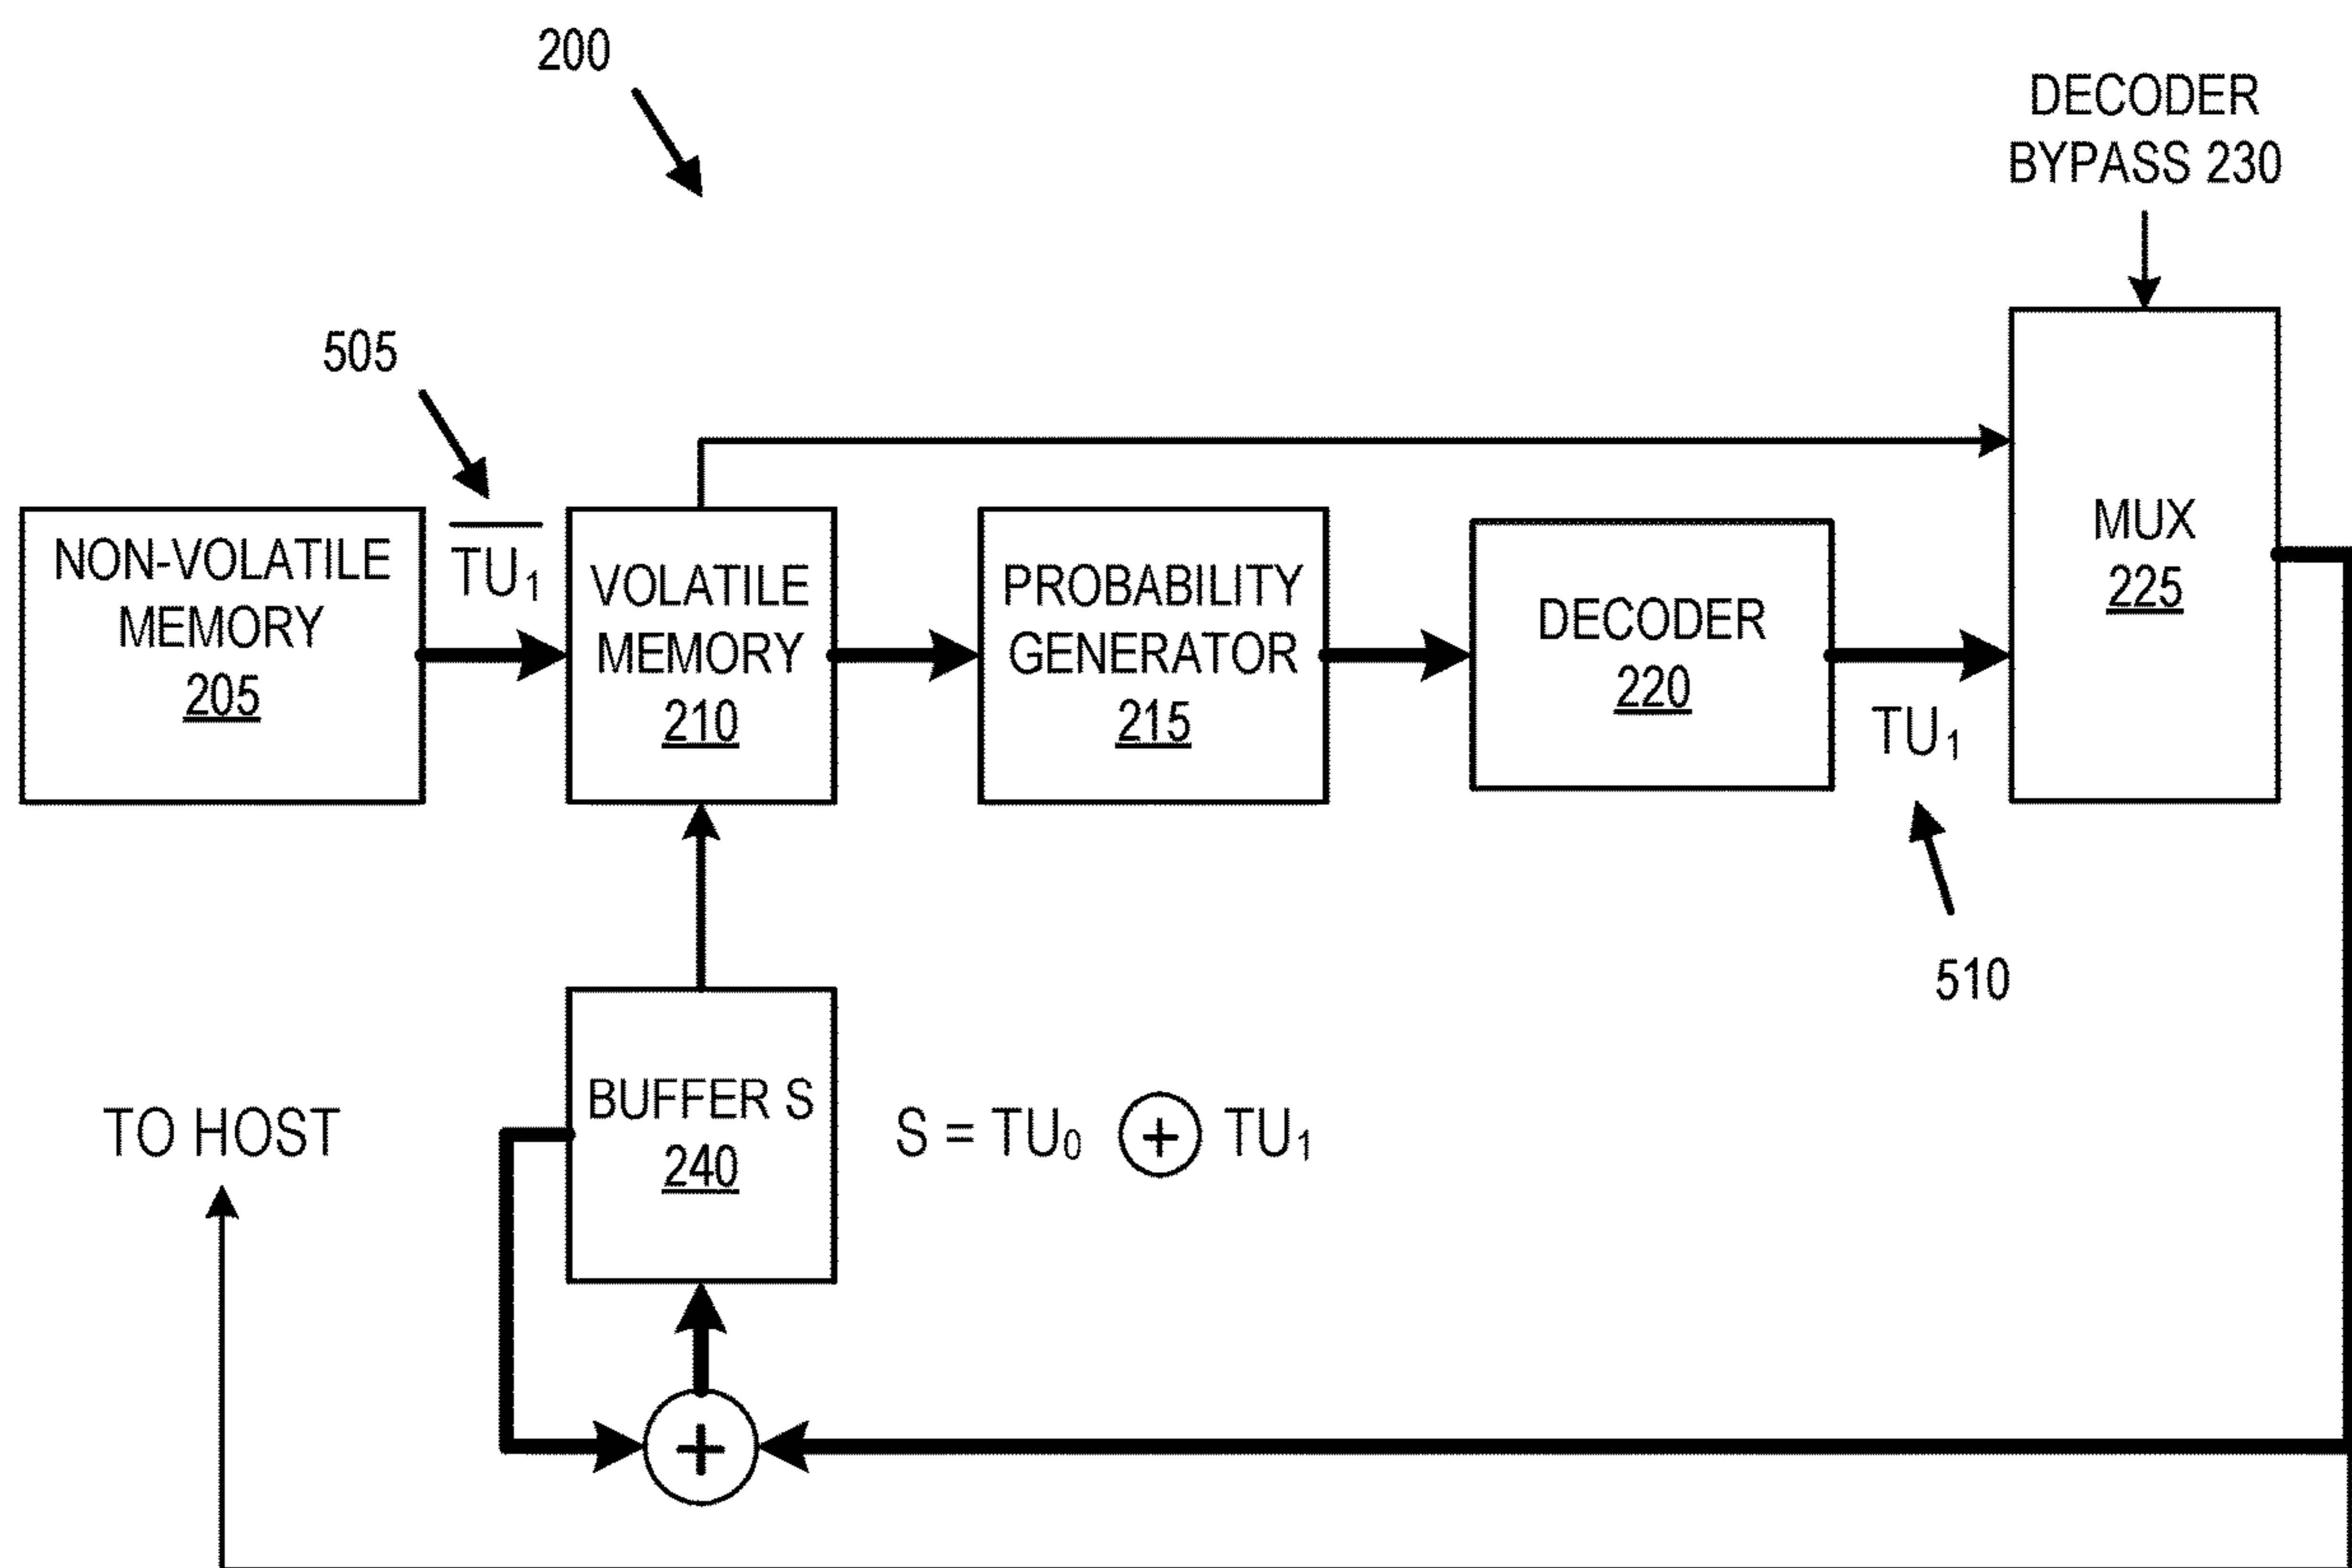 200
DECODER
BYPASS 230
505
NON-VOLATILE
MEMORY
205
TU₁
VOLATILE
MEMORY
210
PROBABILITY
GENERATOR
215
DECODER
220
TU₁
MUX
225
510
TO HOST
BUFFER S
240
S = TU₀ ⊕ TU₁
+